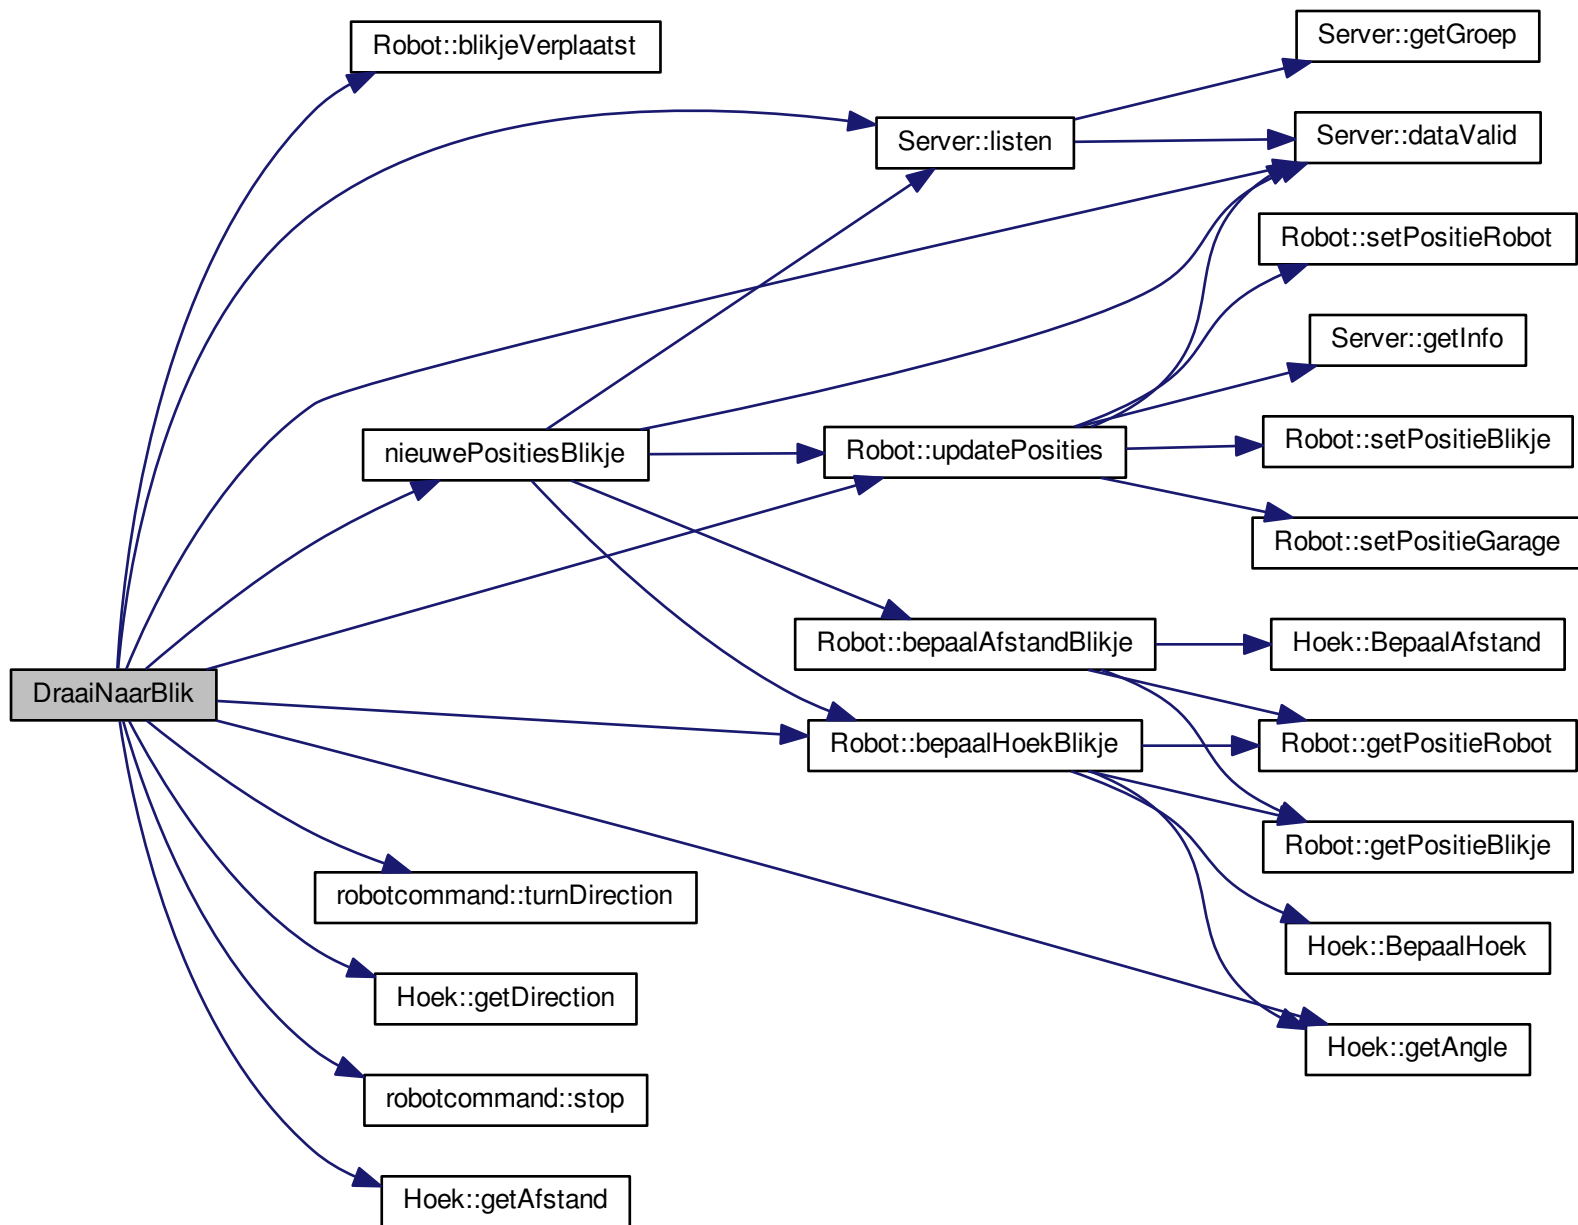 Server::getGroep
Robot::blikjeVerplaatst
Server::listen
Server::dataValid
Robot::setPositieRobot
Server::getInfo
Robot::setPositieBlikje
nieuwePositiesBlikje
Robot::updatePosities
Robot::setPositieGarage
Robot::bepaalAfstandBlikje
Hoek::BepaalAfstand
DraaiNaarBlik
Robot::bepaalHoekBlikje
Robot::getPositieRobot
Robot::getPositieBlikje
robotcommand::turnDirection
Hoek::BepaalHoek
Hoek::getDirection
Hoek::getAngle
robotcommand::stop
Hoek::getAfstand